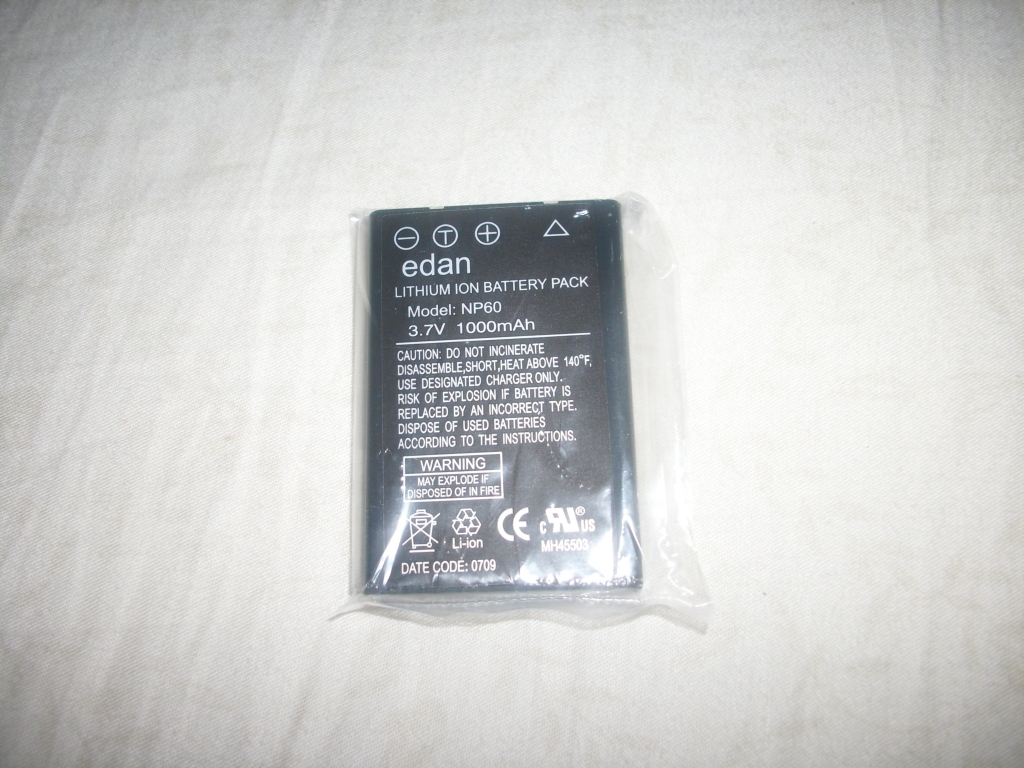 edan
LITHIUM ION BATTERY PACK
Model: NP60
3.7V 1000mAh
CAUTION: DO NOT INCINERATE
DISASSEMBLE,SHORT,HEAT ABOVE 140°F,
USE DESIGNATED CHARGER ONLY.
RISK OF EXPLOSION IF BATTERY IS
REPLACED BY AN INCORRECT TYPE.
DISPOSE OF USED BATTERIES
ACCORDING TO THE INSTRUCTIONS.
WARNING
MAY EXPLODE IF
DISPOSED OF IN FIRE
Li-ion
CE
c RU® US
MH45503
DATE CODE: 0709